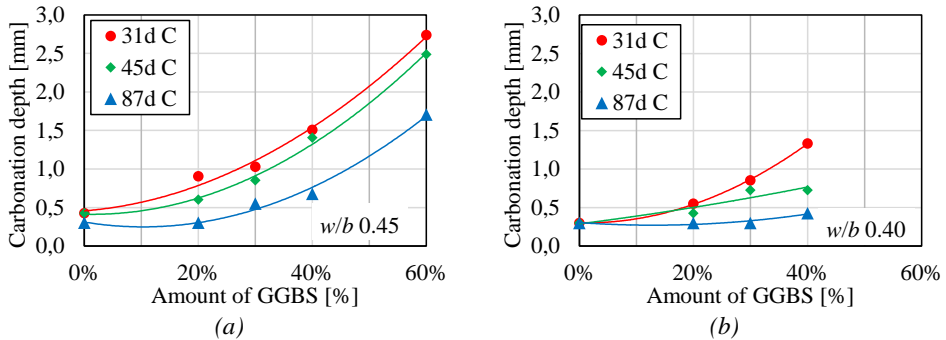 Carbonation depth [mm]
3,0
2,5
2,0
1,5
1,0
0,5
0,0
31d C
45d C
87d C
w/b 0.45
0% 20% 40% 60%
Amount of GGBS [%]
(a)
Carbonation depth [mm]
3,0
2,5
2,0
1,5
1,0
0,5
0,0
31d C
45d C
87d C
w/b 0.40
0% 20% 40% 60%
Amount of GGBS [%]
(b)